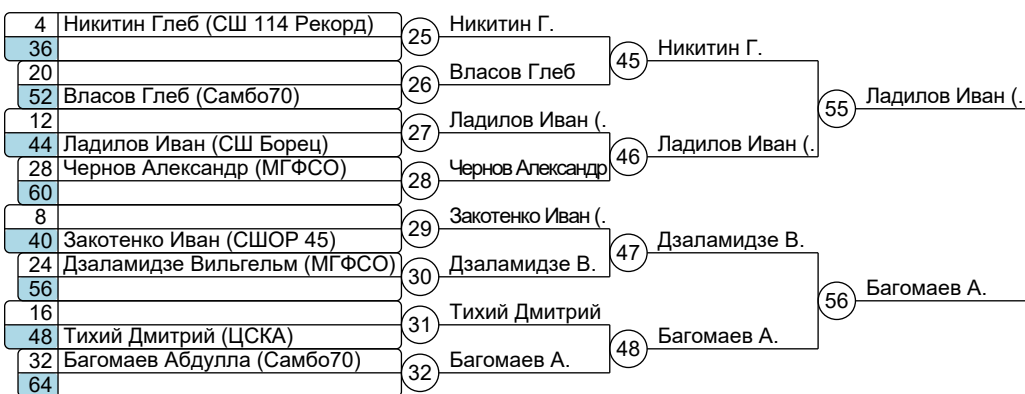 4 Никитин Глеб (СШ 114 Рекорд)
36
20
52 Власов Глеб (Самбо70)
12
44 Ладилов Иван (СШ Борец)
28 Чернов Александр (МГФСО)
60
8
40 Закотенко Иван (СШОР 45)
24 Дзаламидзе Вильгельм (МГФСО)
56
16
48 Тихий Дмитрий (ЦСКА)
32 Багомаев Абдулла (Самбо70)
64
25 Никитин Г.
26 Власов Глеб
27 Ладилов Иван (.
28 Чернов Александр
29 Закотенко Иван (.
30 Дзаламидзе В.
31 Тихий Дмитрий
32 Багомаев А.
45 Никитин Г.
46 Ладилов Иван (.
47 Дзаламидзе В.
48 Багомаев А.
55 Ладилов Иван (.
56 Багомаев А.